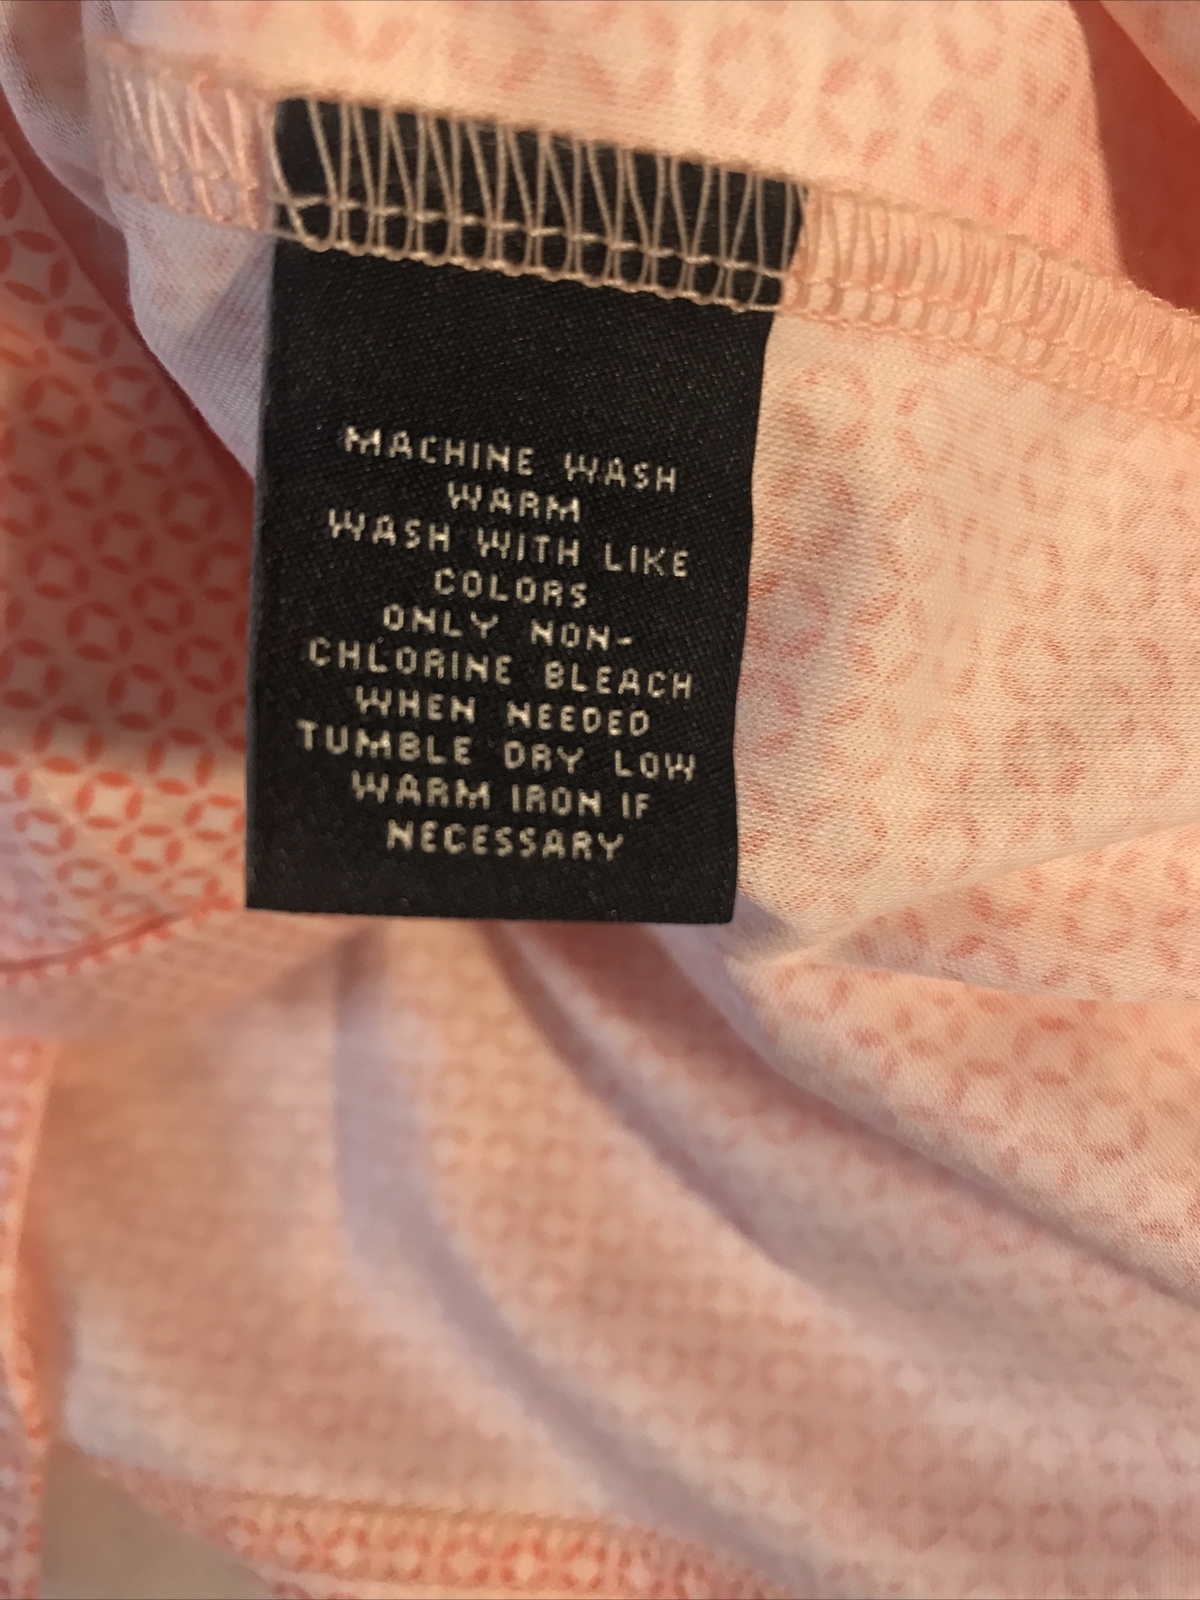 MACHINE WASH
WARM
WASH WITH LIKE
COLORS
ONLY NON-
CHLORINE BLEACH
WHEN NEEDED
TUMBLE DRY LOW
WARM IRON IF
NECESSARY